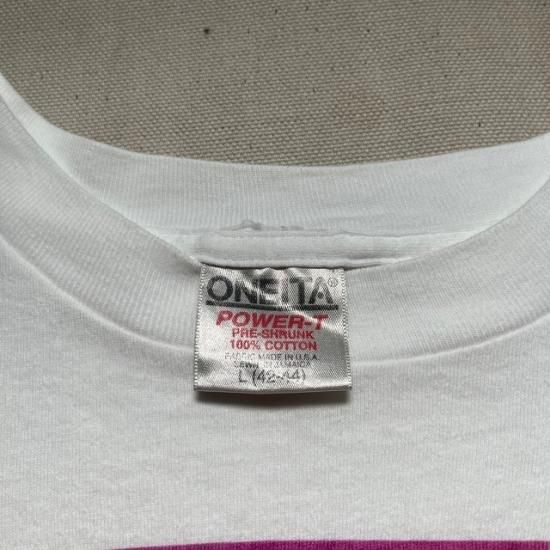 ONEITA®
POWER-T
PRE-SHRUNK
100% COTTON
FABRIC MADE IN U.S.A.
SEWN IN JAMAICA
L (42-44)